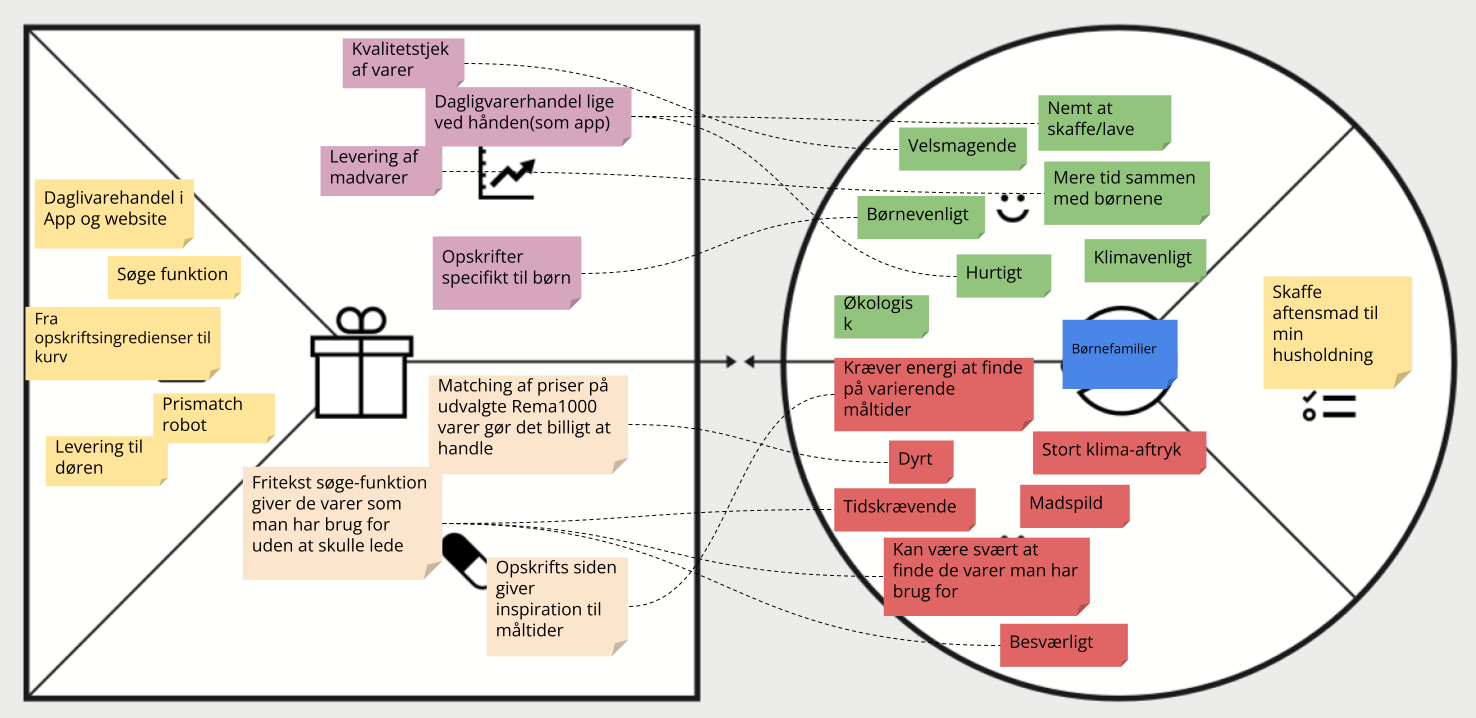 Kvalitetstjek
af varer
Dagligvarerhandel lige
ved hånden(som app)
Levering af
madvarer
Opskrifter
specifikt til børn
Daglivarehandel i
App og website
Søge funktion
Fra
opskriftsingredienser til
kurv
Prismatch
robot
Levering til
døren
Matching af priser på
udvalgte Rema1000
varer gør det billigt at
handle
Fritekst søge-funktion
giver de varer som
man har brug for
uden at skulle lede
Opskrifts siden
giver
inspiration til
måltider
Nemt at
skaffe/lave
Velsmagende
Mere tid sammen
med børnene
Børnevenligt
Klimavenligt
Hurtigt
Økologis
k
Børnefamilier
Skaffe
aftensmad til
min
husholdning
Kræver energi at finde
på varierende
måltider
Stort klima-aftryk
Dyrt
Tidskrævende
Madspild
Kan være svært at
finde de varer man har
brug for
Besværligt